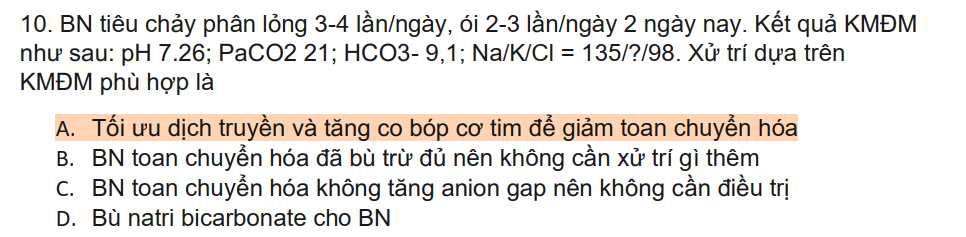 10. BN tiêu chảy phân lỏng 3-4 lần/ngày, ói 2-3 lần/ngày 2 ngày nay. Kết quả KMĐM
như sau: pH 7.26; PaCO2 21; HCO3- 9,1; Na/K/Cl = 135/?/98. Xử trí dựa trên
KMĐM phù hợp là
A. Tối ưu dịch truyền và tăng co bóp cơ tim để giảm toan chuyển hóa
B. BN toan chuyển hóa đã bù trừ đủ nên không cần xử trí gì thêm
C. BN toan chuyển hóa không tăng anion gap nên không cần điều trị
D. Bù natri bicarbonate cho BN